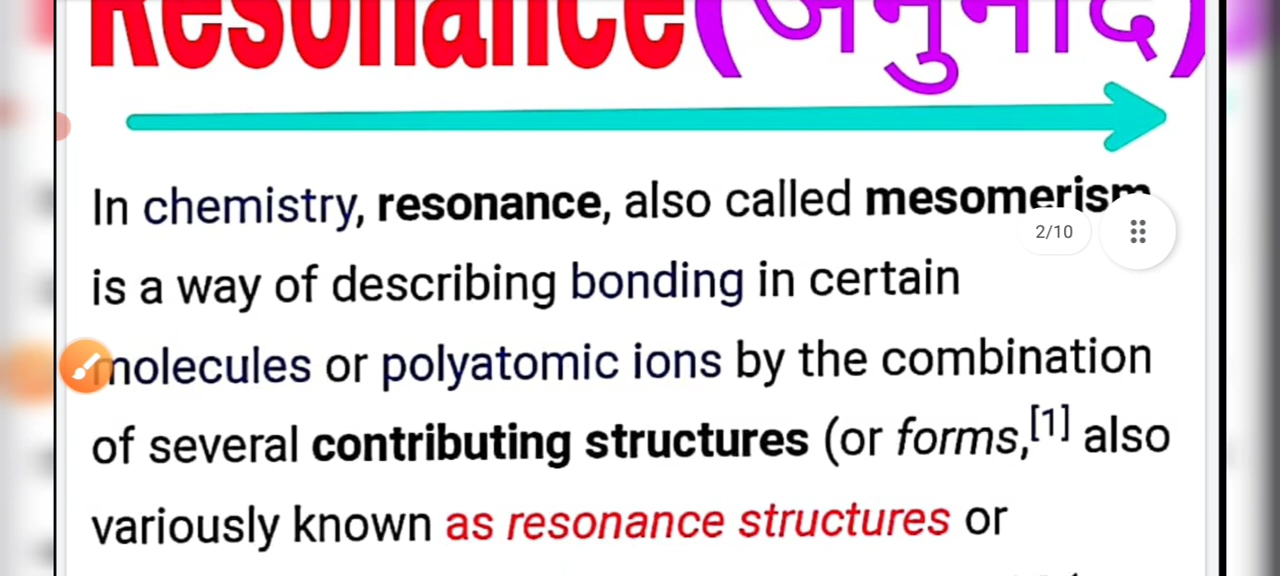 Resonance(अनुनाद)
In chemistry, resonance, also called mesomerism
2/10
is a way of describing bonding in certain
molecules or polyatomic ions by the combination
of several contributing structures (or forms,[1] also
variously known as resonance structures or